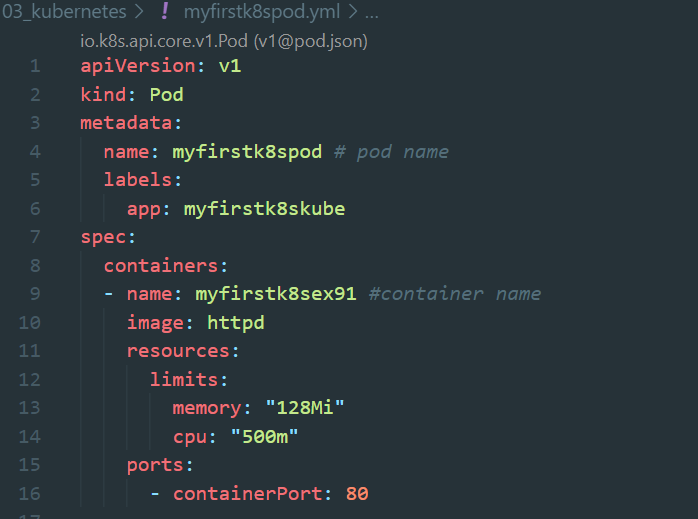 03_kubernetes > ! myfirstk8spod.yml > ...
io.k8s.api.core.v1.Pod (v1@pod.json)
1 apiVersion: v1
2 kind: Pod
3 metadata:
4   name: myfirstk8spod # pod name
5   labels:
6     app: myfirstk8skube
7 spec:
8   containers:
9   - name: myfirstk8sex91 #container name
10     image: httpd
11     resources:
12       limits:
13         memory: "128Mi"
14         cpu: "500m"
15     ports:
16       - containerPort: 80
17